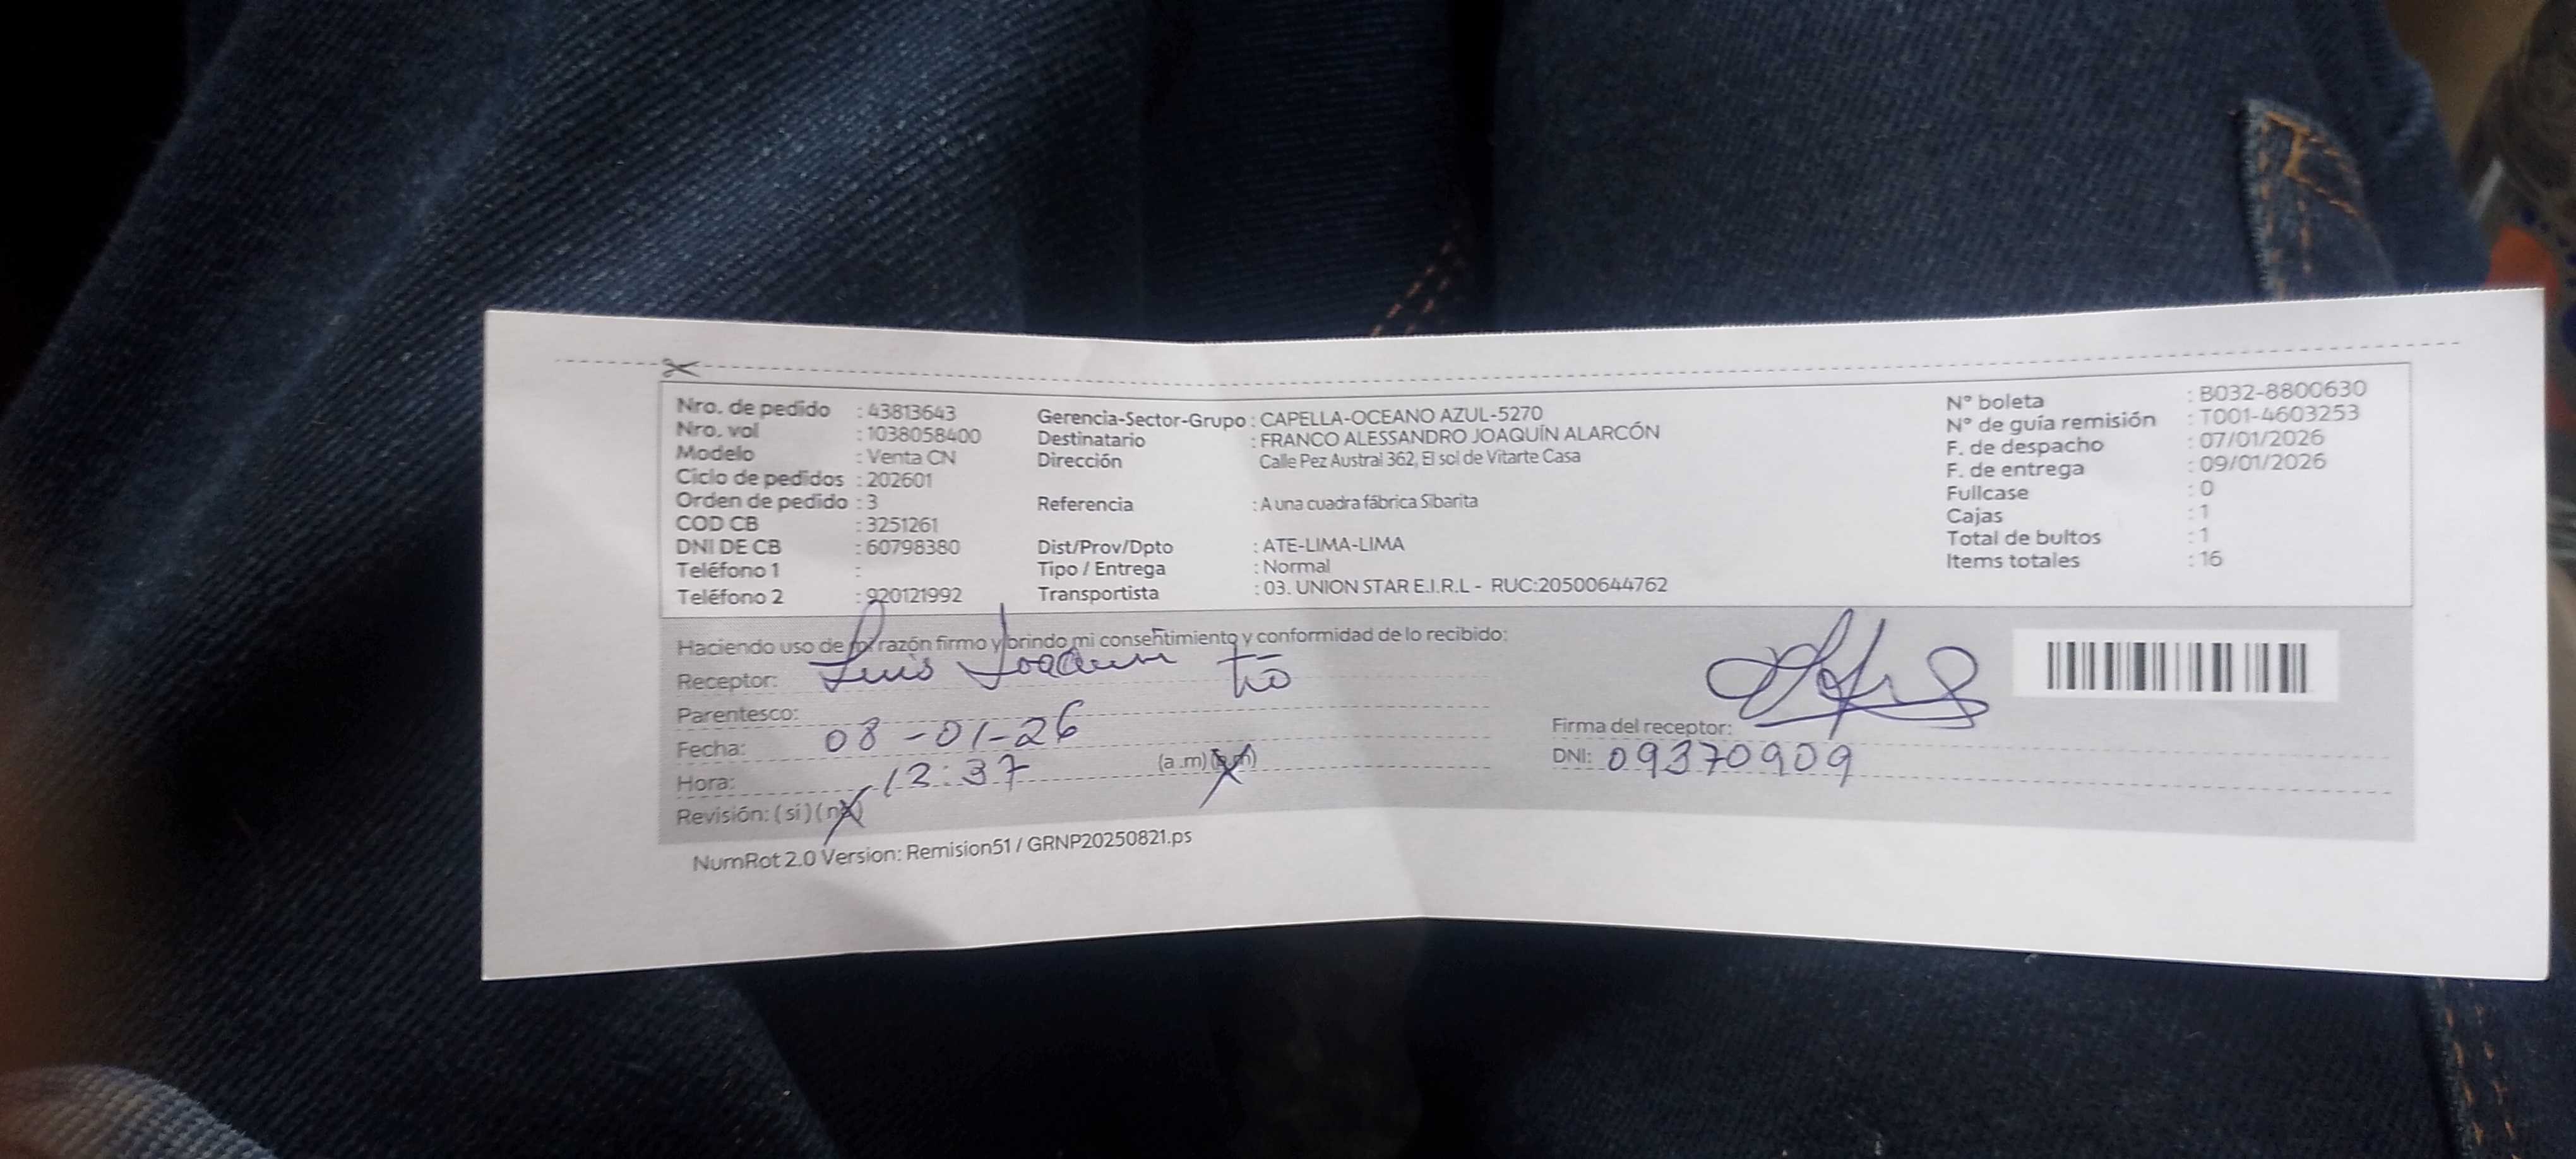 Nro. de pedido : 43813643
Nro. vol : 1038058400
Modelo : Venta CN
Ciclo de pedidos : 202601
Orden de pedido : 3
COD CB : 3251261
DNI DE CB : 60798380
Teléfono 1 :
Teléfono 2 : 920121992
Gerencia-Sector-Grupo : CAPELLA-OCEANO AZUL-5270
Destinatario : FRANCO ALESSANDRO JOAQUÍN ALARCÓN
Dirección Calle Pez Austral 362, El sol de Vitarte Casa
Referencia : A una cuadra fábrica Sibarita
Dist/Prov/Dpto : ATE-LIMA-LIMA
Tipo / Entrega : Normal
Transportista : 03. UNION STAR E.I.R.L - RUC:20500644762
N° boleta : B032-8800630
N° de guía remisión : T001-4603253
F. de despacho : 07/01/2026
F. de entrega : 09/01/2026
Fullcase : 0
Cajas : 1
Total de bultos : 1
Items totales : 16
Haciendo uso de mi razón firmo y brindo mi consentimiento y conformidad de lo recibido:
Receptor: Luis Joaquin tío
Parentesco:
Fecha: 08-01-26
Hora: 12:37 (a.m) (p.m)
Revisión: (si) (no)
Firma del receptor:
DNI: 09370909
NumRot 2.0 Version: Remision51 / GRNP20250821.ps